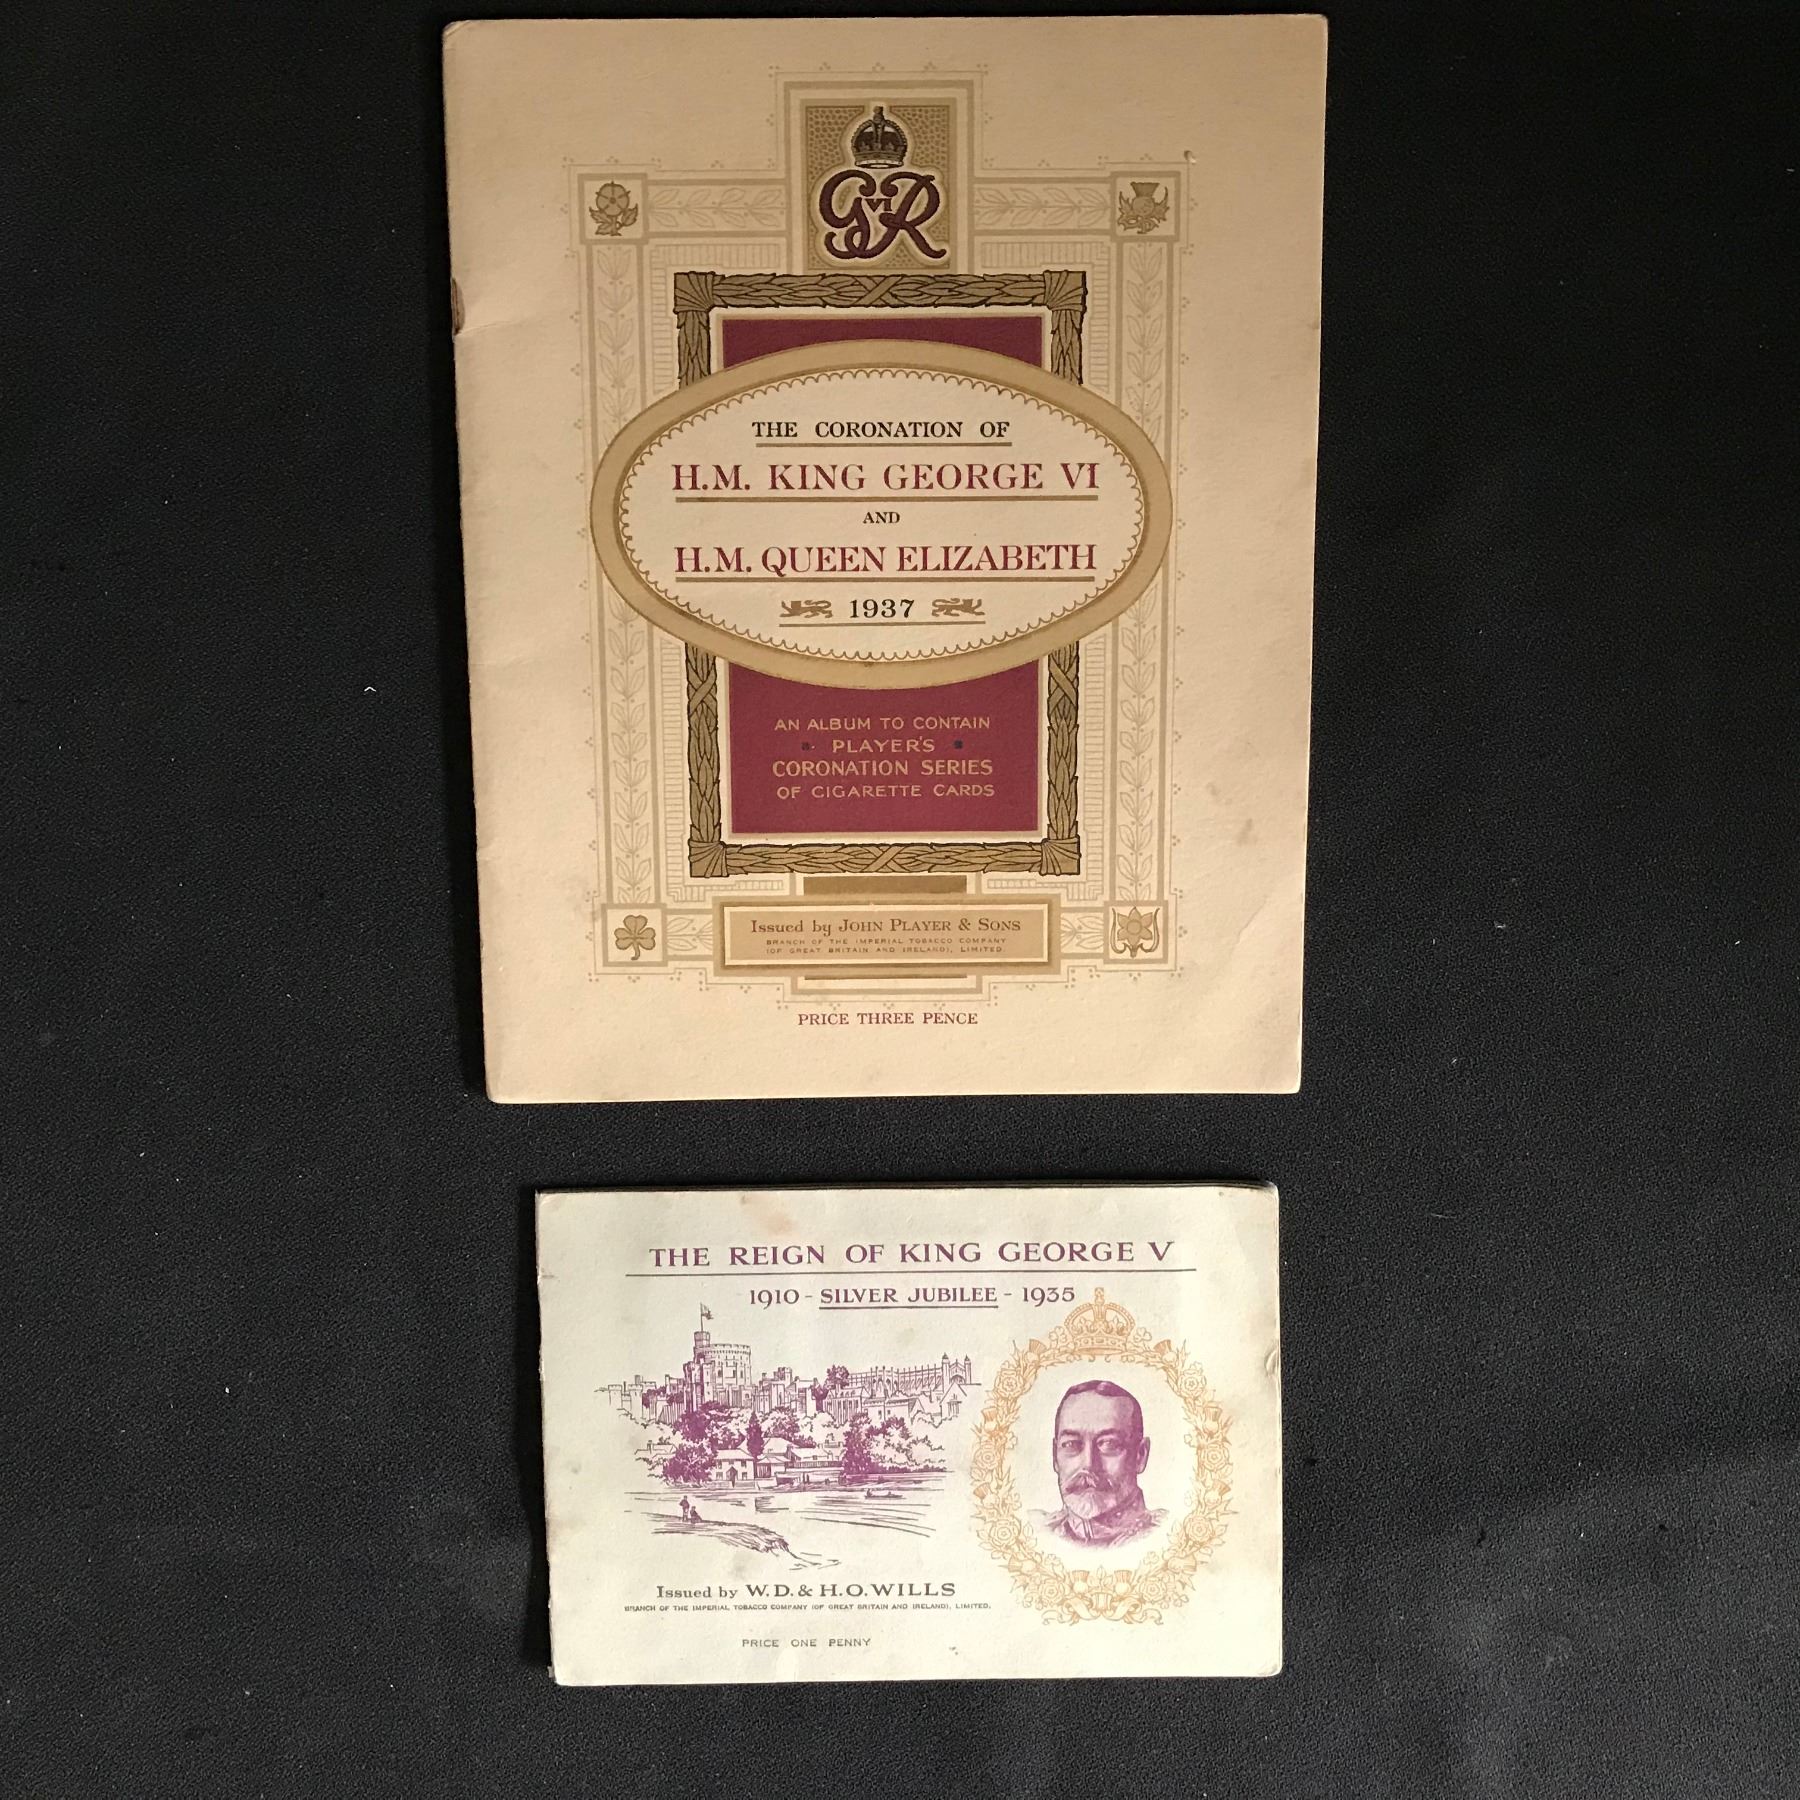 GVIR
THE CORONATION OF
H.M. KING GEORGE VI
AND
H.M. QUEEN ELIZABETH
1937
AN ALBUM TO CONTAIN
PLAYER'S
CORONATION SERIES
OF CIGARETTE CARDS
Issued by JOHN PLAYER & SONS
BRANCH OF THE IMPERIAL TOBACCO COMPANY
(OF GREAT BRITAIN AND IRELAND), LIMITED.
PRICE THREE PENCE
THE REIGN OF KING GEORGE V
1910 - SILVER JUBILEE - 1935
Issued by W.D. & H.O. WILLS
BRANCH OF THE IMPERIAL TOBACCO COMPANY (OF GREAT BRITAIN AND IRELAND), LIMITED.
PRICE ONE PENNY